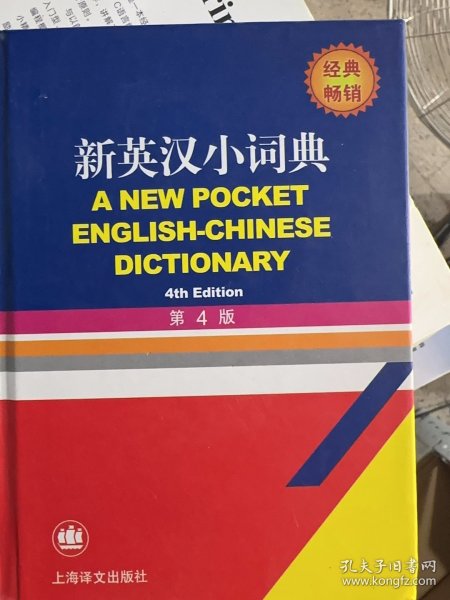 经典
畅销
新英汉小词典
A NEW POCKET
ENGLISH-CHINESE
DICTIONARY
4th Edition
第 4 版
上海译文出版社
孔夫子旧书网
www.kongfz.com